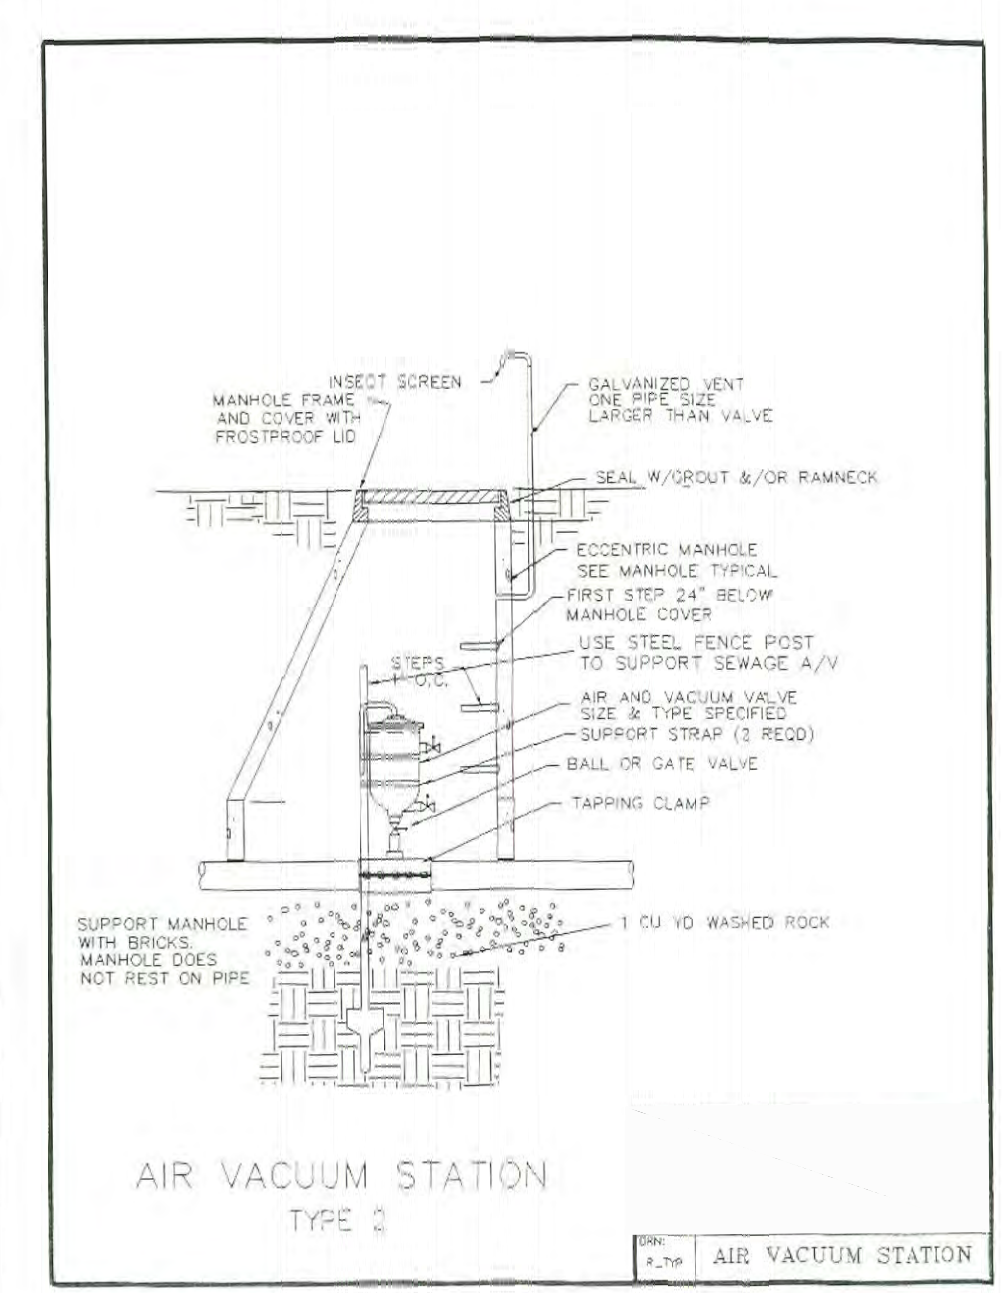 INSECT SCREEN
MANHOLE FRAME
AND COVER WITH
FROSTPROOF LID
GALVANIZED VENT
ONE PIPE SIZE
LARGER THAN VALVE
SEAL W/GROUT &/OR RAMNECK
ECCENTRIC MANHOLE
SEE MANHOLE TYPICAL
FIRST STEP 24" BELOW
MANHOLE COVER
USE STEEL FENCE POST
TO SUPPORT SEWAGE A/V
STEPS
O.C.
AIR AND VACUUM VALVE
SIZE & TYPE SPECIFIED
SUPPORT STRAP (2 REQD)
BALL OR GATE VALVE
TAPPING CLAMP
SUPPORT MANHOLE
WITH BRICKS.
MANHOLE DOES
NOT REST ON PIPE
1 CU YD WASHED ROCK
AIR VACUUM STATION
TYPE 2
DRN:
R_TYP
AIR VACUUM STATION